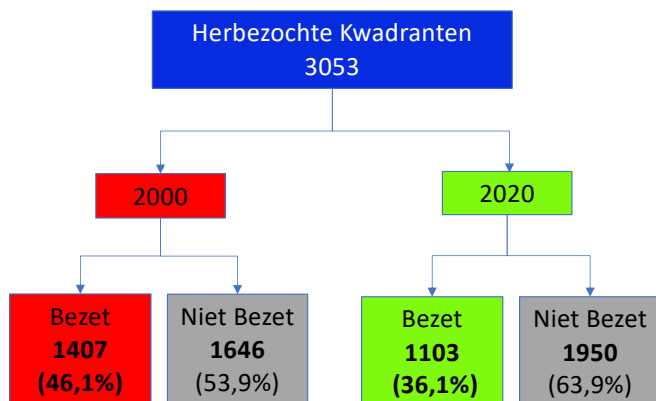 Herbezochte Kwadranten
3053
2000
2020
Bezet
1407
(46,1%)
Niet Bezet
1646
(53,9%)
Bezet
1103
(36,1%)
Niet Bezet
1950
(63,9%)